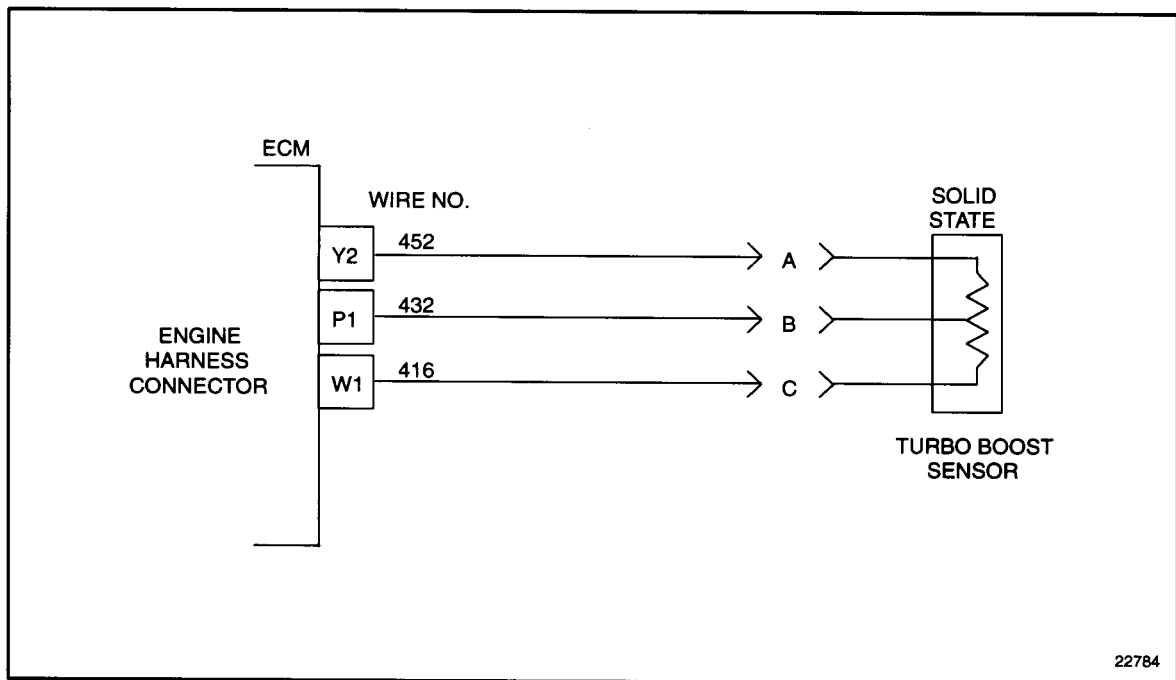 ECM
WIRE NO.
SOLID
STATE
Y2 452 A
P1 432 B
W1 416 C
ENGINE
HARNESS
CONNECTOR
TURBO BOOST
SENSOR
22784